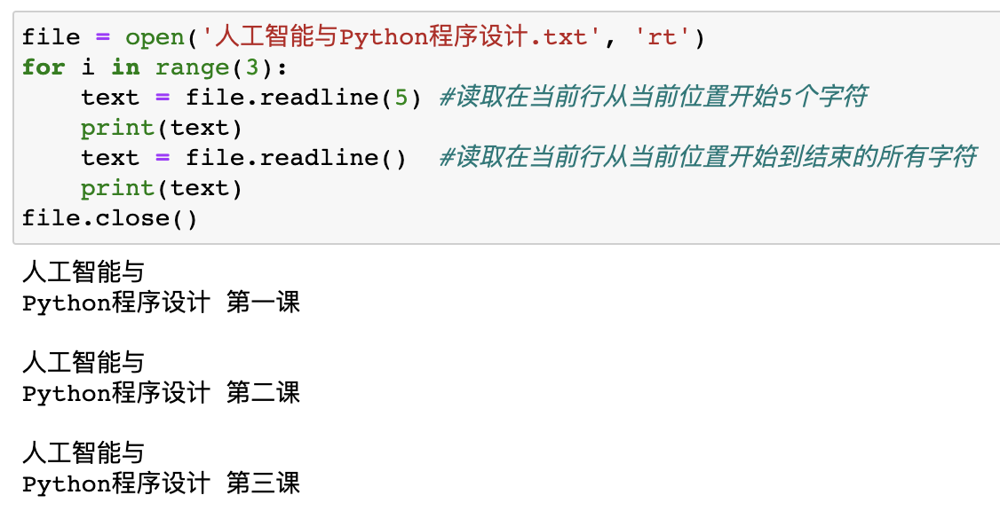 file = open('人工智能与Python程序设计.txt', 'rt')
for i in range(3):
    text = file.readline(5) #读取在当前行从当前位置开始5个字符
    print(text)
    text = file.readline()  #读取在当前行从当前位置开始到结束的所有字符
    print(text)
file.close()
人工智能与
Python程序设计 第一课
人工智能与
Python程序设计 第二课
人工智能与
Python程序设计 第三课